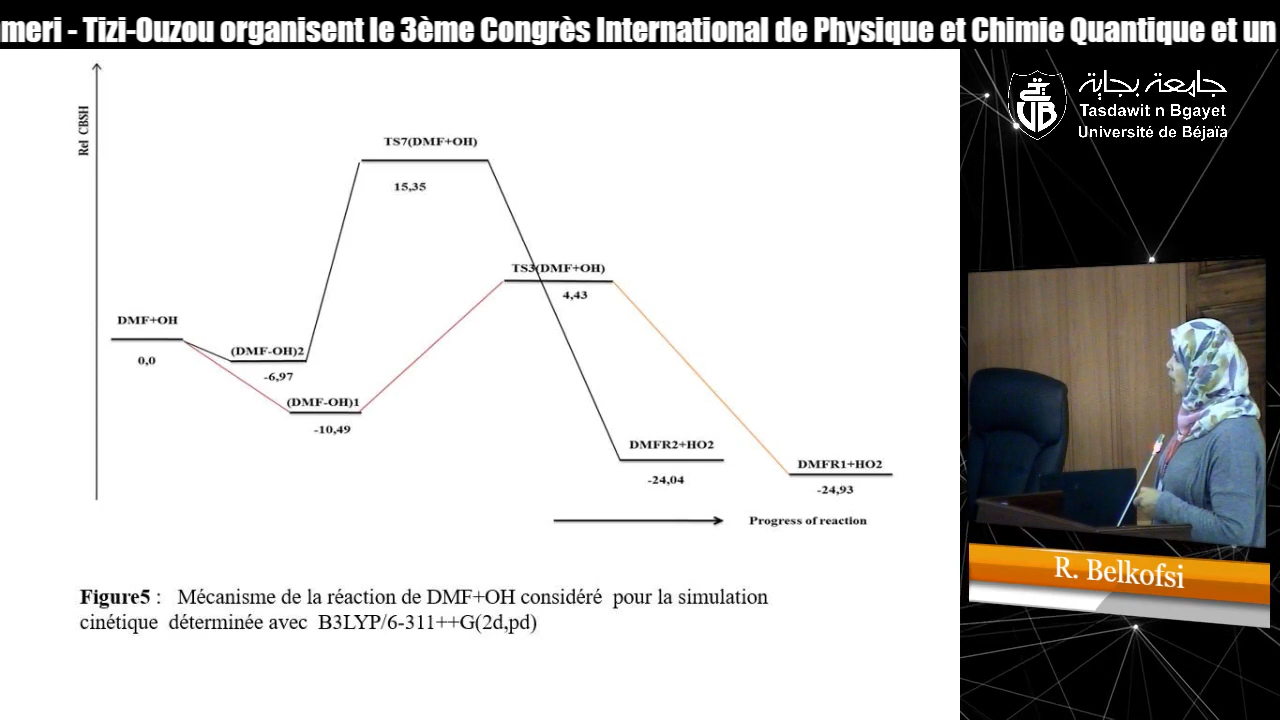 meri - Tizi-Ouzou organisent le 3ème Congrès International de Physique et Chimie Quantique et un
جامعة بجاية
Tasdawit n Bgayet
Université de Béjaïa
UB
Rel CBSH
TS7(DMF+OH)
15,35
TS3(DMF+OH)
4,43
DMF+OH
0,0
(DMF-OH)2
-6,97
(DMF-OH)1
-10,49
DMFR2+HO2
-24,04
DMFR1+HO2
-24,93
Progress of reaction
Figure5 : Mécanisme de la réaction de DMF+OH considéré pour la simulation
cinétique déterminée avec B3LYP/6-311++G(2d,pd)
R. Belkofsi